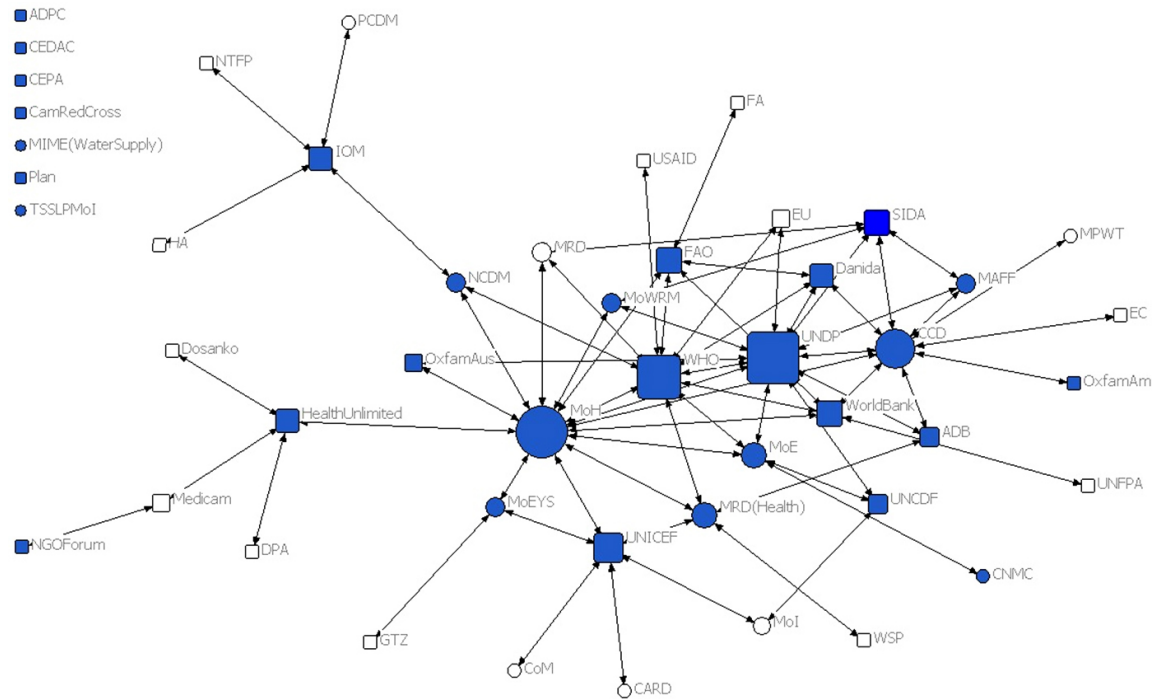 ADPC
CEDAC
CEPA
CamRedCross
MIME(WaterSupply)
Plan
TSSLPMoI
PCDM
NTFP
IOM
HA
FA
USAID
EU
SIDA
MPWT
MRD
FAO
Danida
NCDM
MoWRM
MAFF
UNDP
CCD
EC
Dosanko
OxfamAus
WHO
OxfamAm
HealthUnlimited
MoH
WorldBank
ADB
MoE
UNFPA
Medicam
MoEYS
MRD(Health)
UNCDF
NGOForum
DPA
UNICEF
CNMC
GTZ
MoI
WSP
CoM
CARD